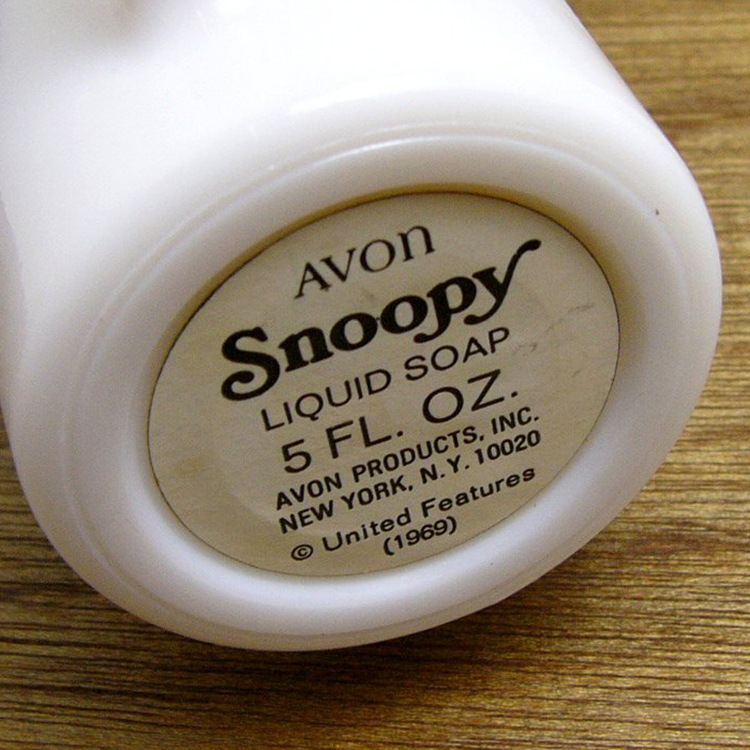 AVON
Snoopy
LIQUID SOAP
5 FL. OZ.
AVON PRODUCTS, INC.
NEW YORK, N.Y. 10020
© United Features
(1969)